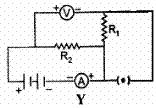 V
R₁
R₂
+ - - A +
Y